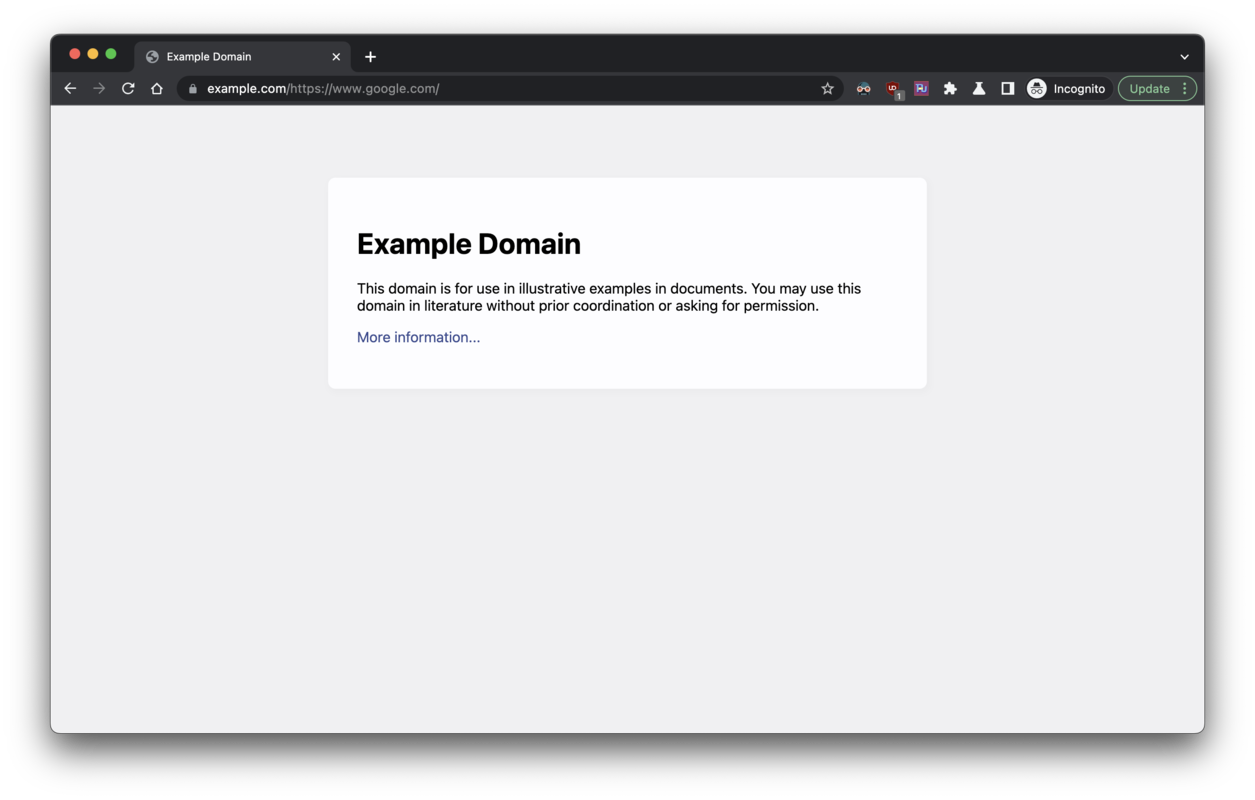 Example Domain
example.com/https://www.google.com/
UD
1
Incognito
Update
Example Domain
This domain is for use in illustrative examples in documents. You may use this
domain in literature without prior coordination or asking for permission.
More information...